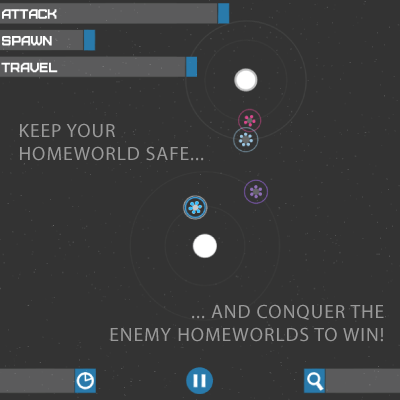 ATTACK
SPAWN
TRAVEL
KEEP YOUR
HOMEWORLD SAFE...
... AND CONQUER THE
ENEMY HOMEWORLDS TO WIN!